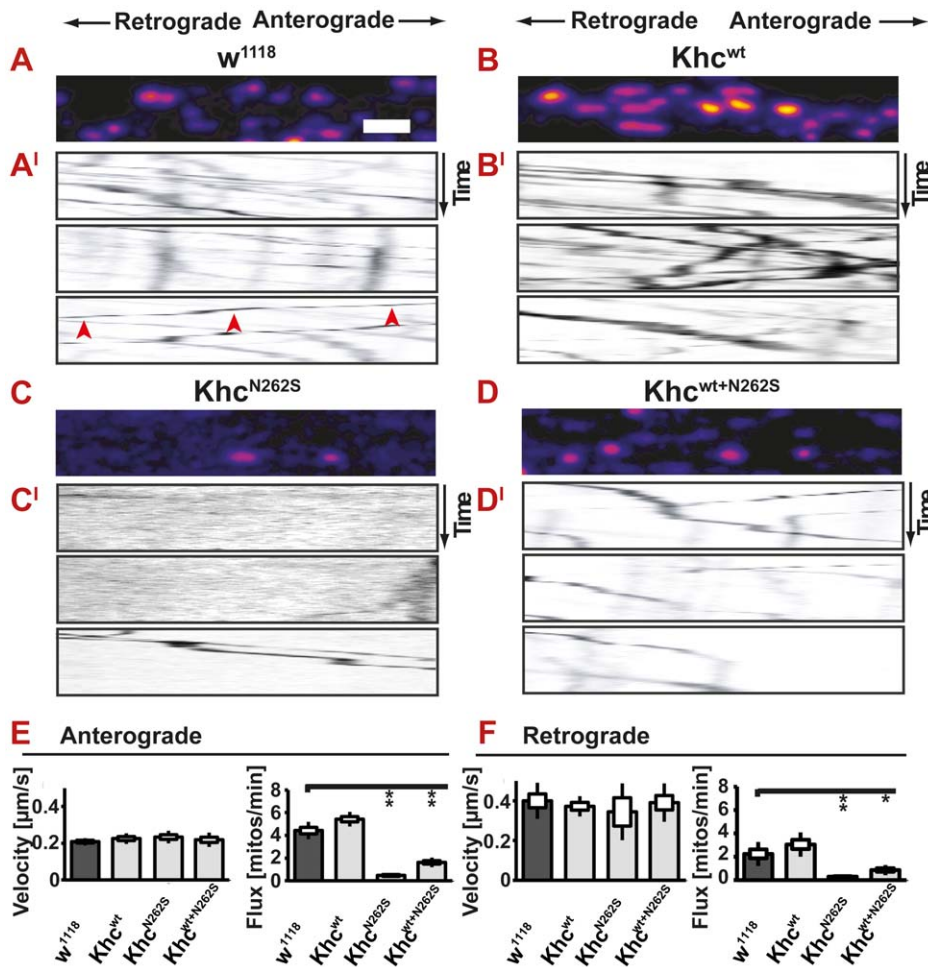 Retrograde Anterograde
Retrograde Anterograde
A w1118
B Khcwt
AI Time
BI Time
C KhcN262S
D Khcwt+N262S
CI Time
DI Time
E Anterograde
F Retrograde
Velocity [µm/s]
0.4
0.2
0
w1118
Khcwt
KhcN262S
Khcwt+N262S
Flux [mitos/min]
8
6
4
2
0
**
**
w1118
Khcwt
KhcN262S
Khcwt+N262S
Velocity [µm/s]
0.4
0.2
0
w1118
Khcwt
KhcN262S
Khcwt+N262S
Flux [mitos/min]
8
6
4
2
0
**
*
w1118
Khcwt
KhcN262S
Khcwt+N262S